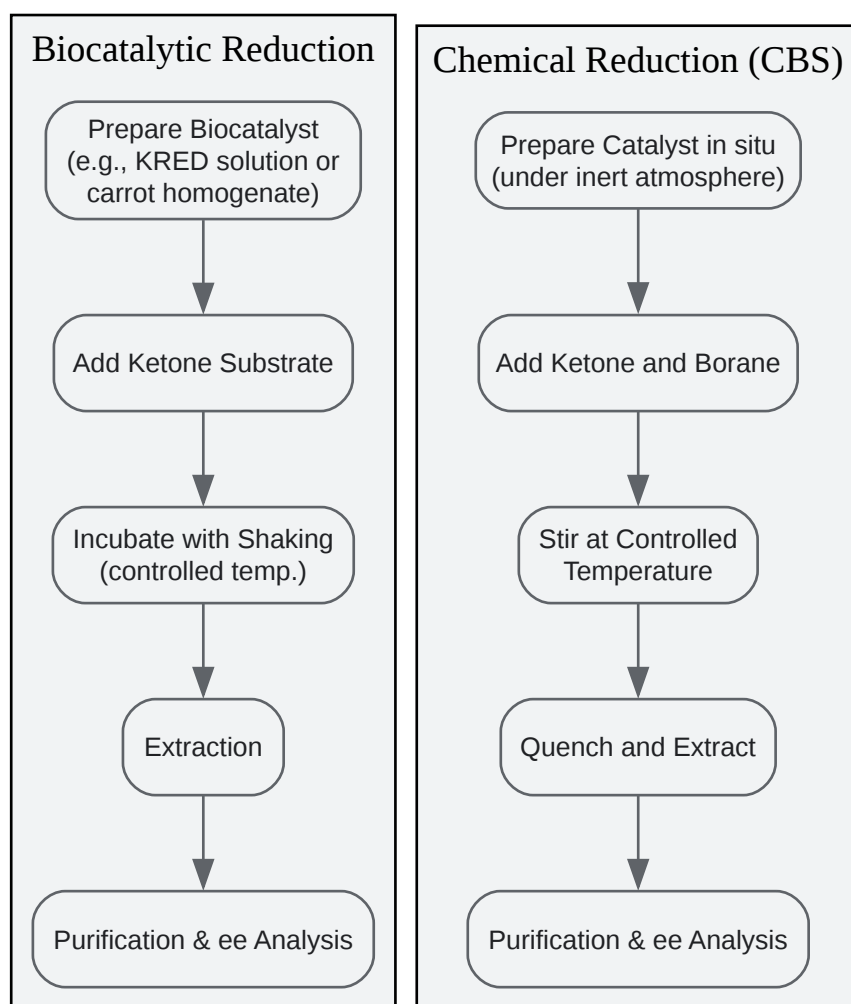 Biocatalytic Reduction
Prepare Biocatalyst
(e.g., KRED solution or
carrot homogenate)
Add Ketone Substrate
Incubate with Shaking
(controlled temp.)
Extraction
Purification & ee Analysis
Chemical Reduction (CBS)
Prepare Catalyst in situ
(under inert atmosphere)
Add Ketone and Borane
Stir at Controlled
Temperature
Quench and Extract
Purification & ee Analysis